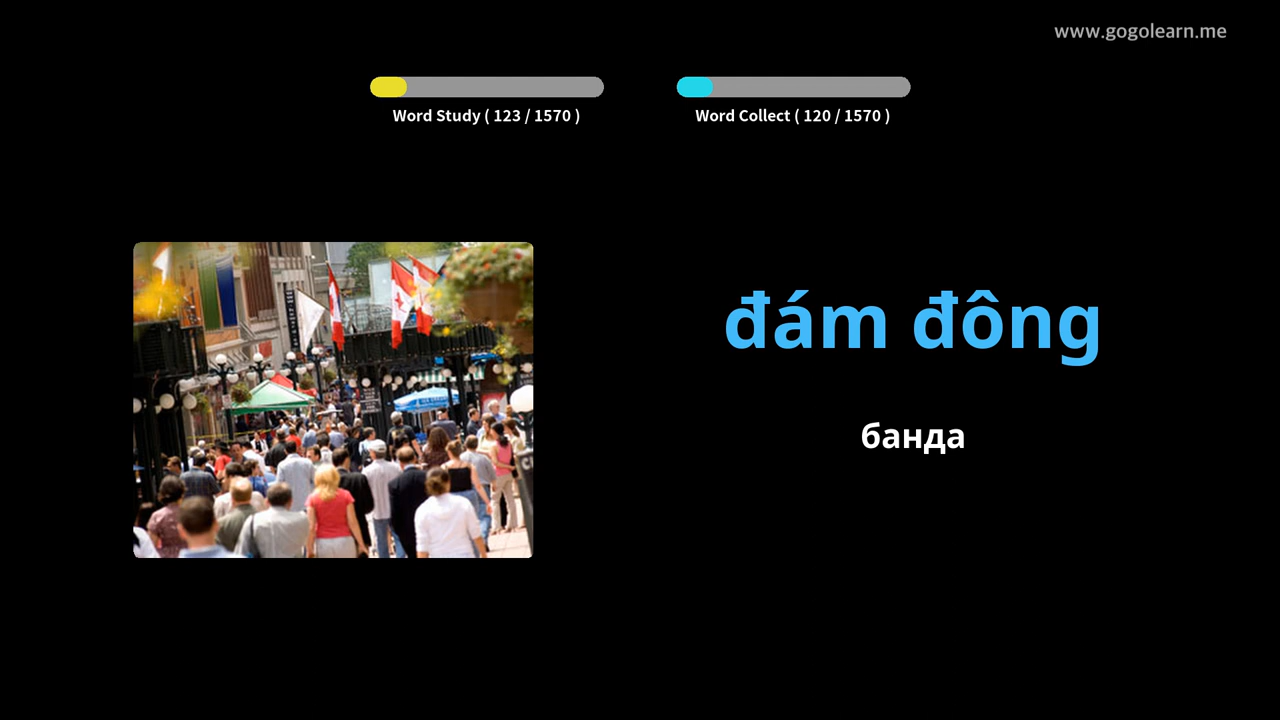 www.gogolearn.me
Word Study ( 123 / 1570 )
Word Collect ( 120 / 1570 )
đám đông
банда